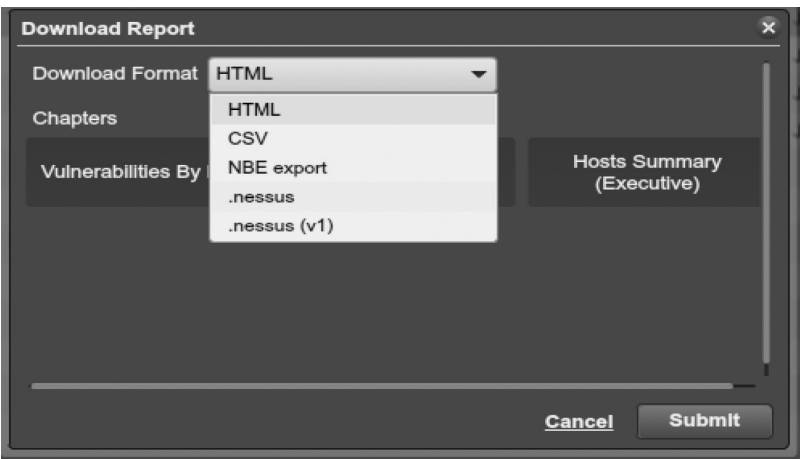 Download Report
Download Format HTML
HTML
CSV
NBE export
.nessus
.nessus (v1)
Chapters
Vulnerabilities By
Hosts Summary
(Executive)
Cancel
Submit